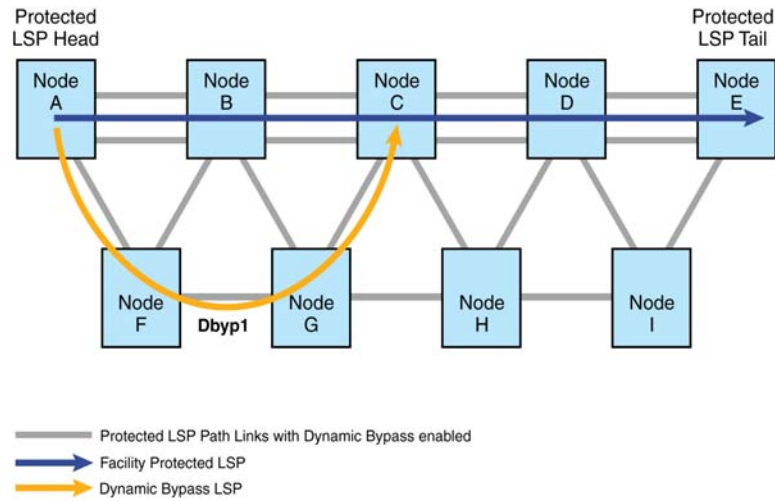 Protected
LSP Head
Protected
LSP Tail
Node
A
Node
B
Node
C
Node
D
Node
E
Node
F
Dbyp1
Node
G
Node
H
Node
I
Protected LSP Path Links with Dynamic Bypass enabled
Facility Protected LSP
Dynamic Bypass LSP